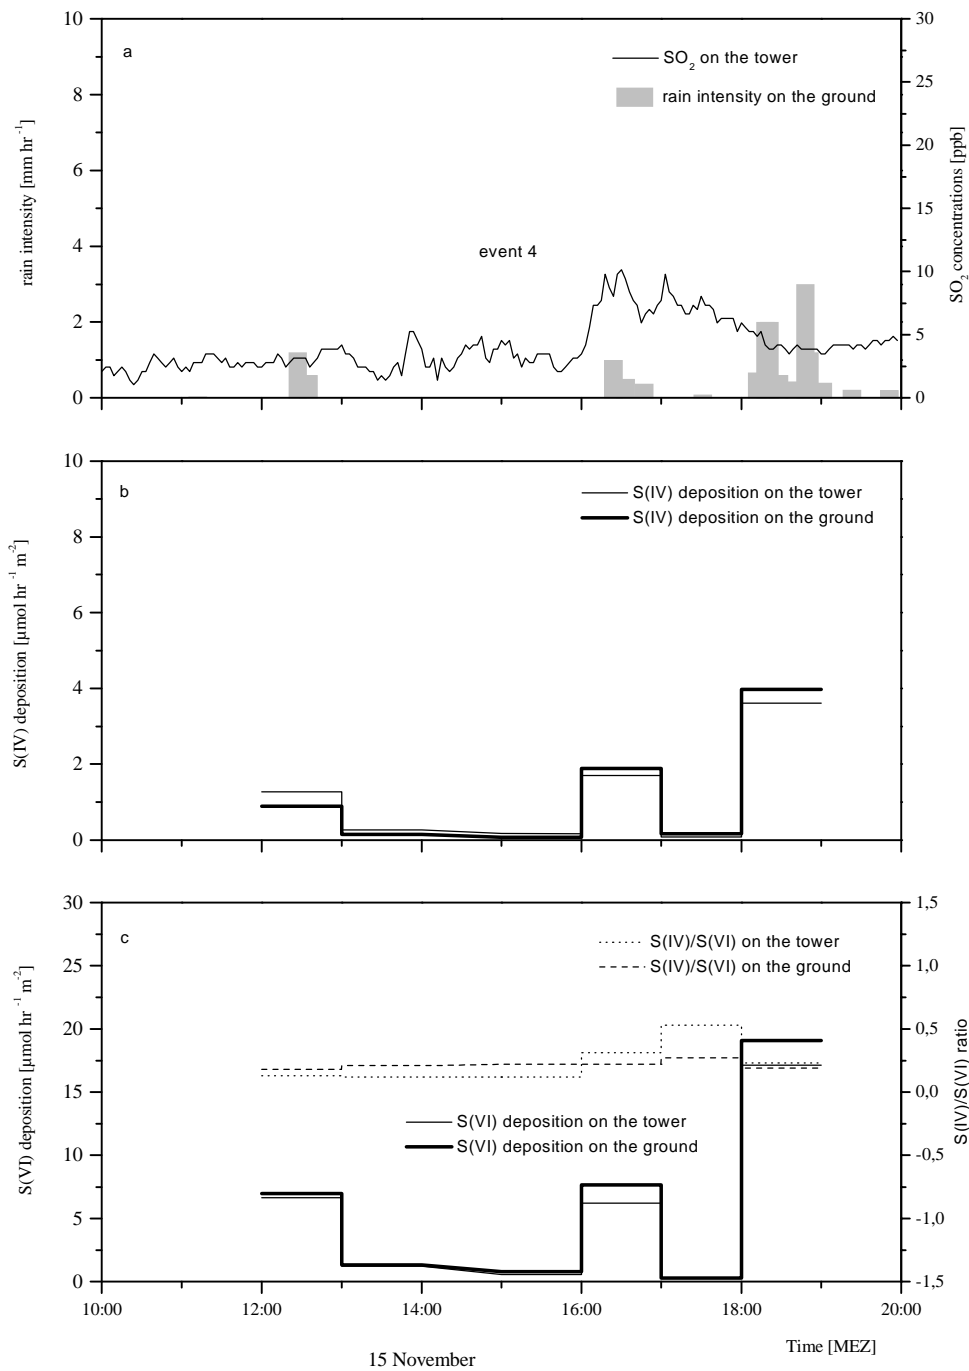 a
SO2 on the tower
rain intensity on the ground
event 4
rain intensity [mm hr -1]
10
8
6
4
2
0
SO2 concentrations [ppb]
30
25
20
15
10
5
0
b
S(IV) deposition on the tower
S(IV) deposition on the ground
S(IV) deposition [µmol hr -1 m-2]
10
8
6
4
2
0
c
S(IV)/S(VI) on the tower
S(IV)/S(VI) on the ground
S(VI) deposition on the tower
S(VI) deposition on the ground
S(VI) deposition [µmol hr -1 m-2]
30
25
20
15
10
5
0
S(IV)/S(VI) ratio
1,5
1,0
0,5
0,0
-0,5
-1,0
-1,5
10:00 12:00 14:00 16:00 18:00 20:00
Time [MEZ]
15 November